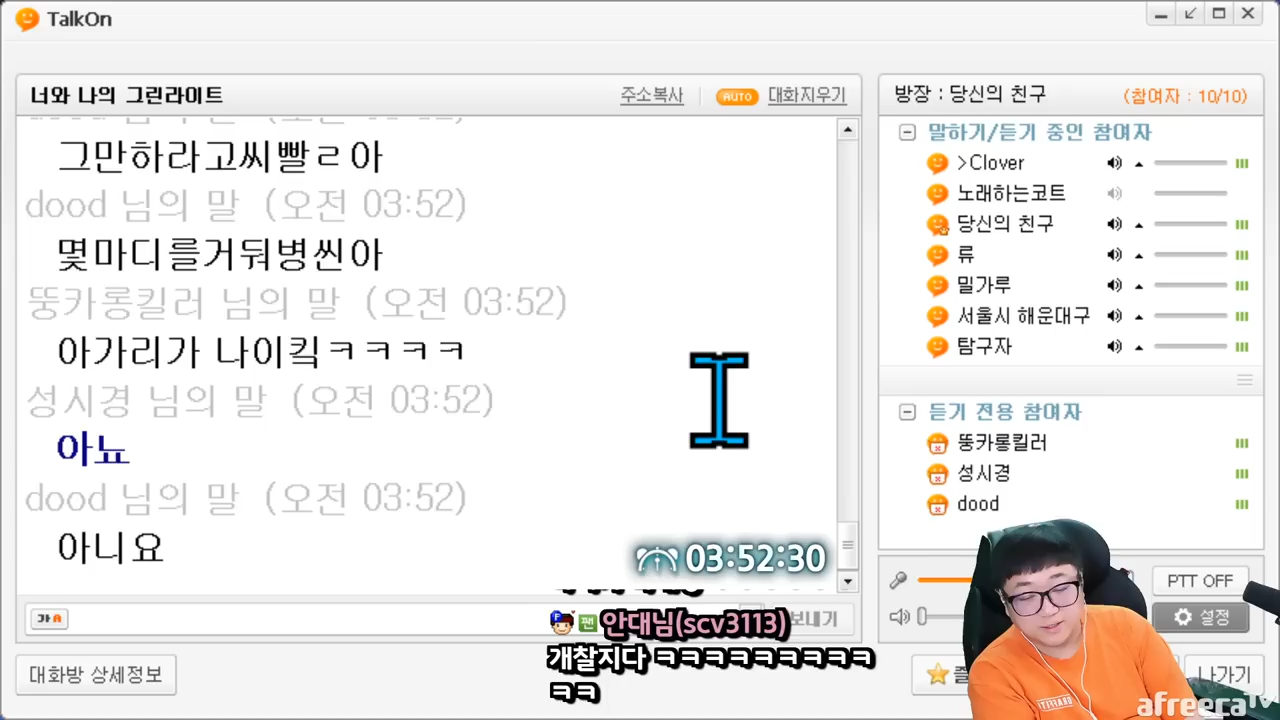 TalkOn
너와 나의 그린라이트
주소복사
AUTO
대화지우기
그만하라고씨빨ㄹ아
dood 님의 말 (오전 03:52)
몇마디를거둬병씬아
뚱카롱킬러 님의 말 (오전 03:52)
아가리가 나이킼ㅋㅋㅋㅋ
성시경 님의 말 (오전 03:52)
아뇨
dood 님의 말 (오전 03:52)
아니요
03:52:30
가
팬 안대님(scv3113)
개찰지다 ㅋㅋㅋㅋㅋㅋㅋㅋㅋ
ㅋㅋ
대화방 상세정보
방장 : 당신의 친구
(참여자 : 10/10)
말하기/듣기 중인 참여자
>Clover
노래하는코트
당신의 친구
류
밀가루
서울시 해운대구
탐구자
듣기 전용 참여자
뚱카롱킬러
성시경
dood
PTT OFF
설정
나가기
afreecaTV